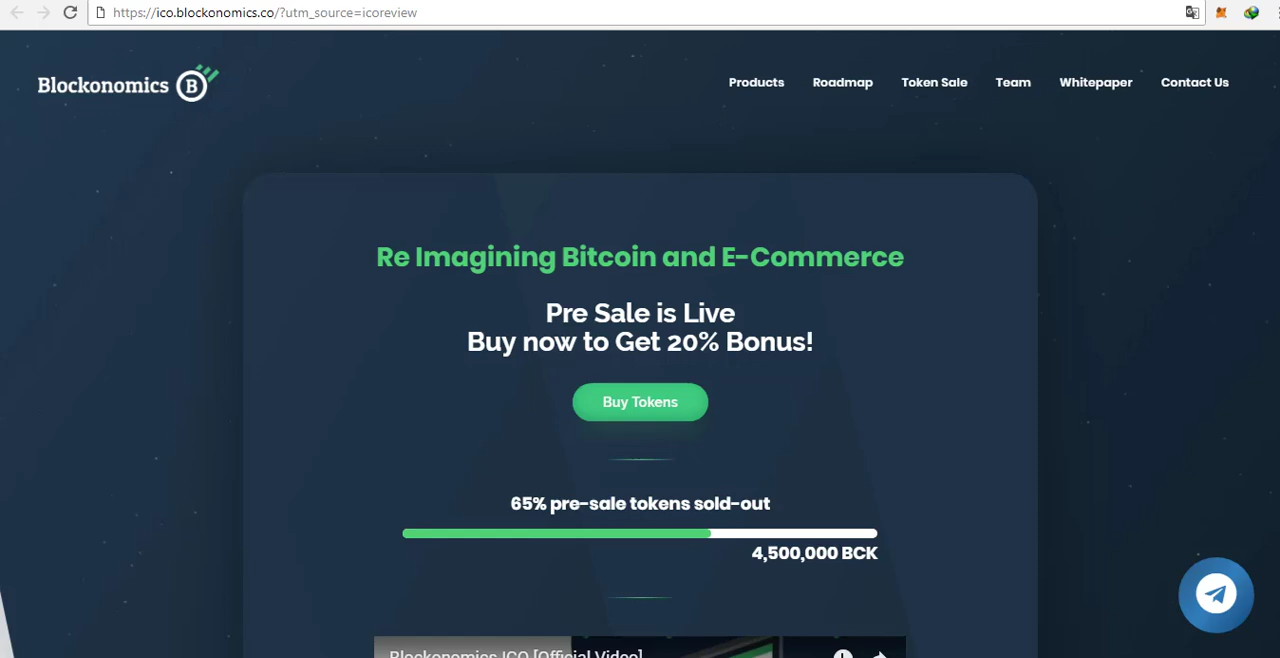 https://ico.blockonomics.co/?utm_source=icoreview
Blockonomics B
Products Roadmap Token Sale Team Whitepaper Contact Us
Re Imagining Bitcoin and E-Commerce
Pre Sale is Live
Buy now to Get 20% Bonus!
Buy Tokens
65% pre-sale tokens sold-out
4,500,000 BCK
Blockonomics ICO [Official Video]